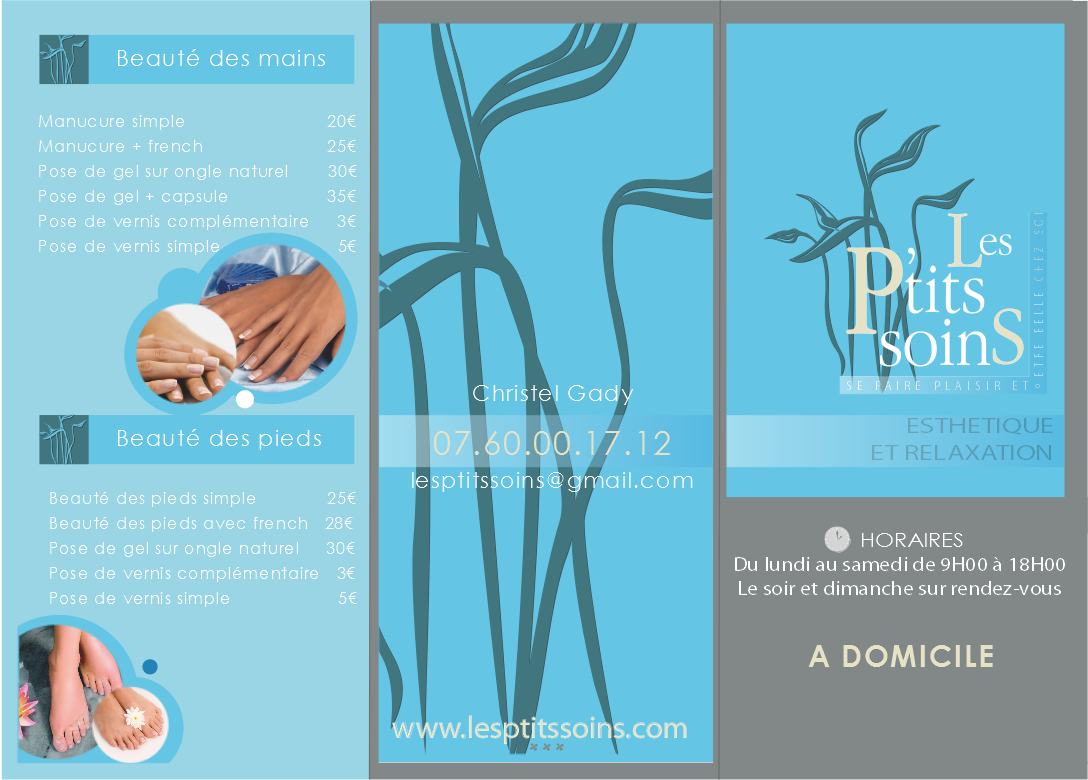 Beauté des mains
Manucure simple 20€
Manucure + french 25€
Pose de gel sur ongle naturel 30€
Pose de gel + capsule 35€
Pose de vernis complémentaire 3€
Pose de vernis simple 5€
Beauté des pieds
Beauté des pieds simple 25€
Beauté des pieds avec french 28€
Pose de gel sur ongle naturel 30€
Pose de vernis complémentaire 3€
Pose de vernis simple 5€
Christel Gady
07.60.00.17.12
lesptitssoins@gmail.com
www.lesptitssoins.com
Les
P'tits
soinS
SE FAIRE PLAISIR ET
ETRE BELLE CHEZ SOI
ESTHETIQUE
ET RELAXATION
HORAIRES
Du lundi au samedi de 9H00 à 18H00
Le soir et dimanche sur rendez-vous
A DOMICILE